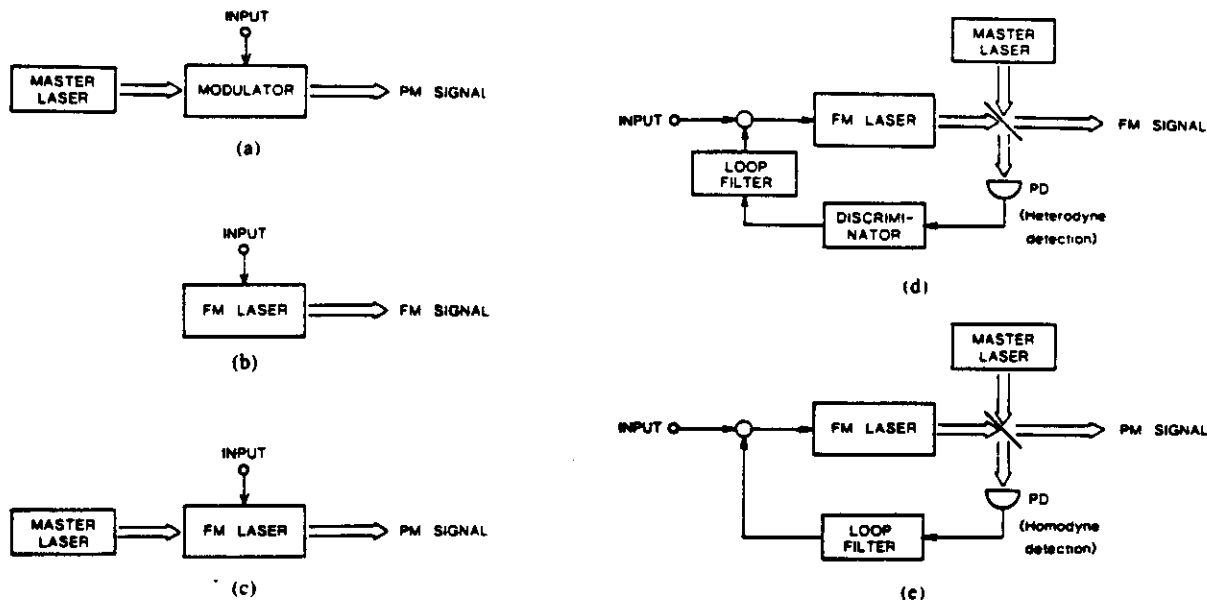 INPUT
MASTER
LASER
MODULATOR
PM SIGNAL
(a)
INPUT
FM LASER
FM SIGNAL
(b)
INPUT
MASTER
LASER
FM LASER
PM SIGNAL
(c)
MASTER
LASER
INPUT
FM LASER
FM SIGNAL
LOOP
FILTER
PD
(Heterodyne
detection)
DISCRIMI-
NATOR
(d)
MASTER
LASER
INPUT
FM LASER
PM SIGNAL
PD
(Homodyne
detection)
LOOP
FILTER
(e)